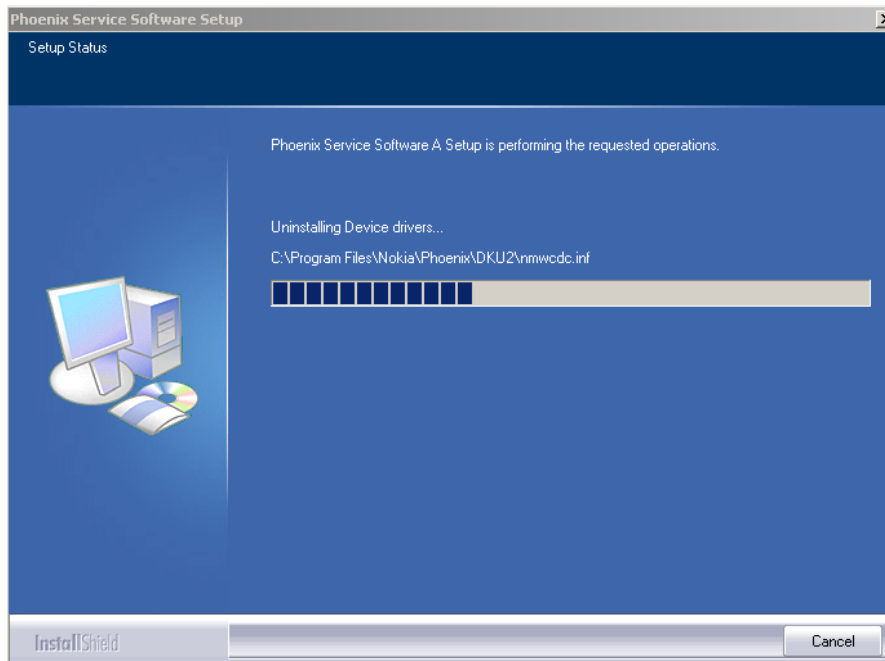 Phoenix Service Software Setup
Setup Status
Phoenix Service Software A Setup is performing the requested operations.
Uninstalling Device drivers...
C:\Program Files\Nokia\Phoenix\DKU2\nmwcdc.inf
InstallShield
Cancel